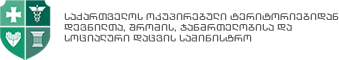 საქართველოს ოკუპირებული ტერიტორიებიდან
დევნილთა, შრომის, ჯანმრთელობისა და
სოციალური დაცვის სამინისტრო